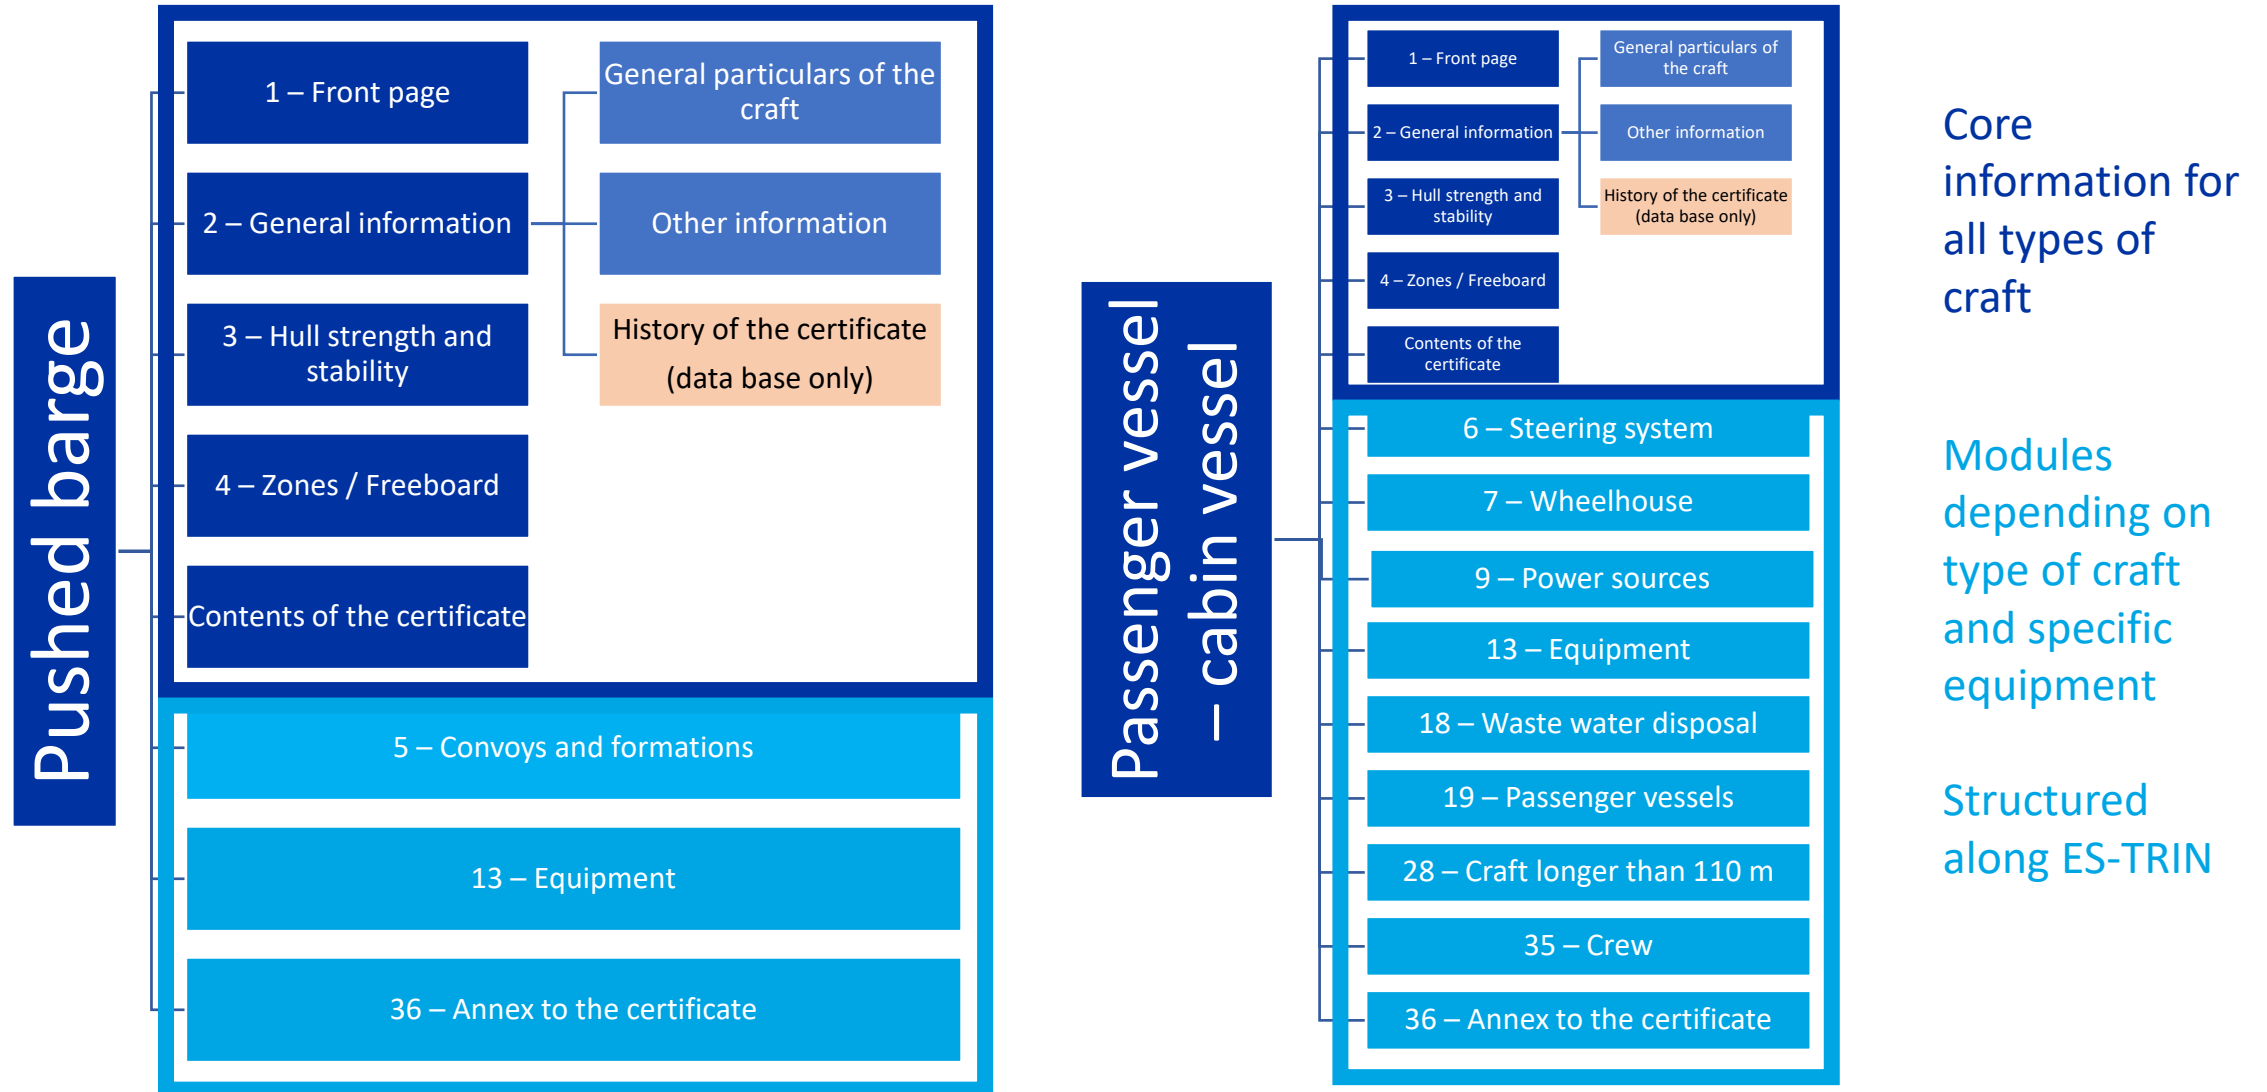 Pushed barge
1 – Front page
2 – General information
3 – Hull strength and
stability
4 – Zones / Freeboard
Contents of the certificate
General particulars of the
craft
Other information
History of the certificate
(data base only)
5 – Convoys and formations
13 – Equipment
36 – Annex to the certificate
Passenger vessel
– cabin vessel
1 – Front page
2 – General information
3 – Hull strength and
stability
4 – Zones / Freeboard
Contents of the
certificate
General particulars of
the craft
Other information
History of the certificate
(data base only)
6 – Steering system
7 – Wheelhouse
9 – Power sources
13 – Equipment
18 – Waste water disposal
19 – Passenger vessels
28 – Craft longer than 110 m
35 – Crew
36 – Annex to the certificate
Core
information for
all types of
craft
Modules
depending on
type of craft
and specific
equipment
Structured
along ES-TRIN